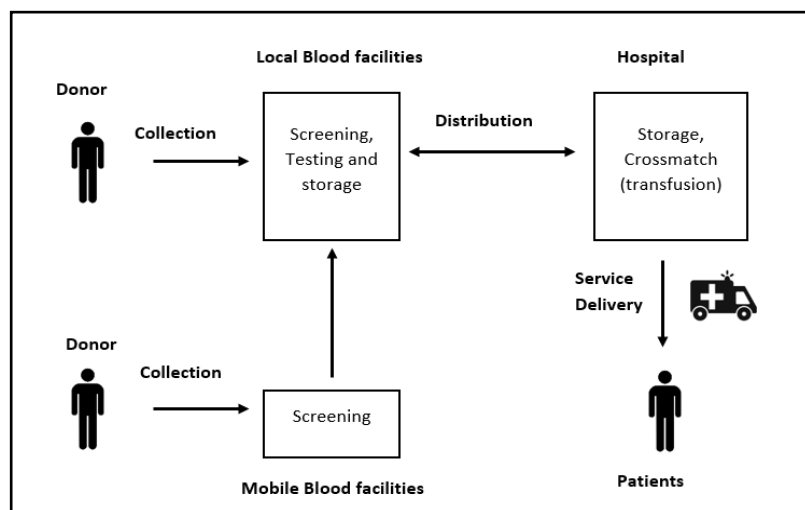 Local Blood facilities
Hospital
Donor
Collection
Screening,
Testing and
storage
Distribution
Storage,
Crossmatch
(transfusion)
Service
Delivery
Donor
Collection
Screening
Mobile Blood facilities
Patients